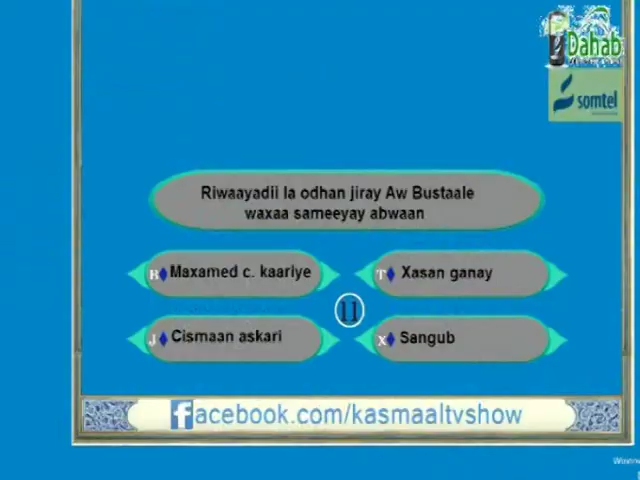 Dahab
somtel
Riwaayadii la odhan jiray Aw Bustaale
waxaa sameeyay abwaan
B Maxamed c. kaariye
T Xasan ganay
11
J Cismaan askari
X Sangub
facebook.com/kasmaaltvshow